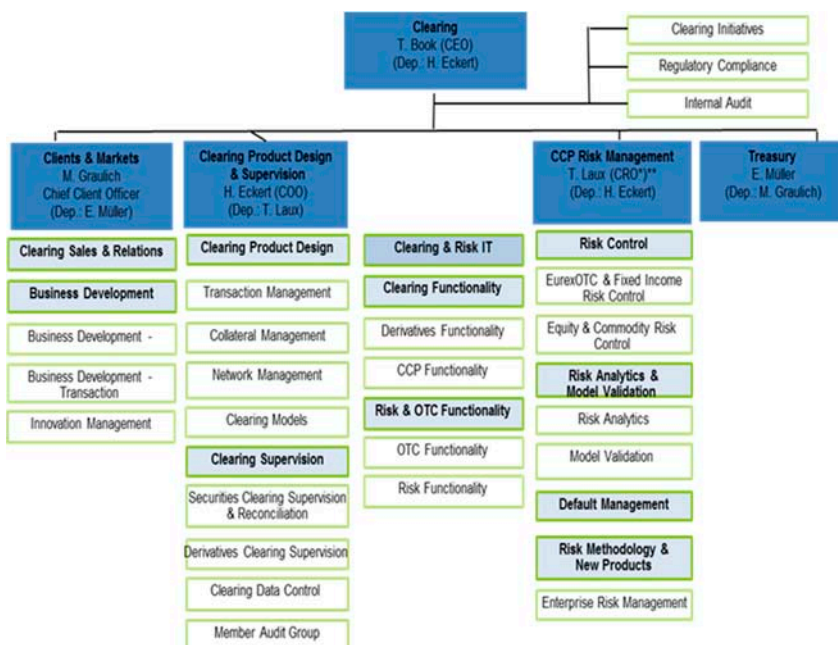 Clearing
T. Book (CEO)
(Dep.: H. Eckert)
Clearing Initiatives
Regulatory Compliance
Internal Audit
Clients & Markets
M. Graulich
Chief Client Officer
(Dep.: E. Müller)
Clearing Sales & Relations
Business Development
Business Development -
Business Development -
Transaction
Innovation Management
Clearing Product Design
& Supervision
H. Eckert (COO)
(Dep.: T. Laux)
Clearing Product Design
Transaction Management
Collateral Management
Network Management
Clearing Models
Clearing Supervision
Securities Clearing Supervision
& Reconciliation
Derivatives Clearing Supervision
Clearing Data Control
Member Audit Group
Clearing & Risk IT
Clearing Functionality
Derivatives Functionality
CCP Functionality
Risk & OTC Functionality
OTC Functionality
Risk Functionality
CCP Risk Management
T. Laux (CRO*)**
(Dep.: H. Eckert)
Risk Control
EurexOTC & Fixed Income
Risk Control
Equity & Commodity Risk
Control
Risk Analytics &
Model Validation
Risk Analytics
Model Validation
Default Management
Risk Methodology &
New Products
Enterprise Risk Management
Treasury
E. Müller
(Dep.: M. Graulich)